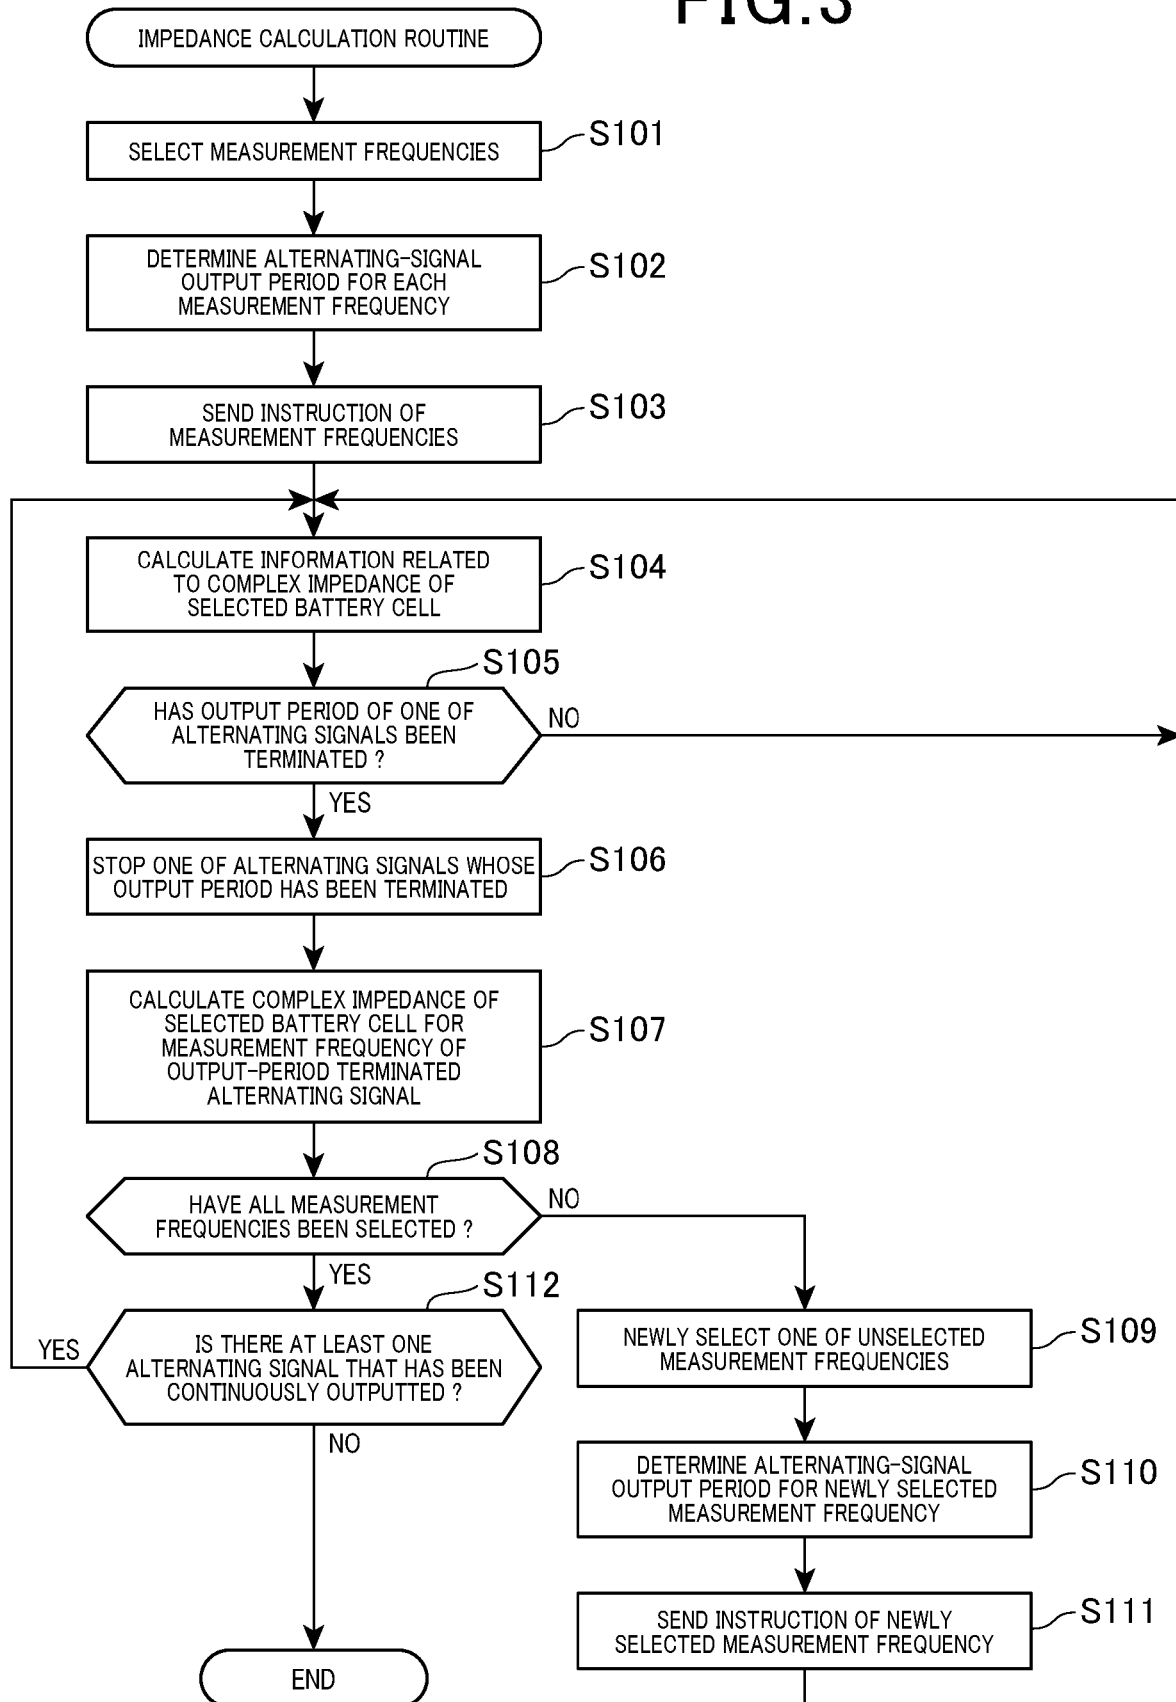 FIG.3
IMPEDANCE CALCULATION ROUTINE
SELECT MEASUREMENT FREQUENCIES
S101
DETERMINE ALTERNATING-SIGNAL
OUTPUT PERIOD FOR EACH
MEASUREMENT FREQUENCY
S102
SEND INSTRUCTION OF
MEASUREMENT FREQUENCIES
S103
CALCULATE INFORMATION RELATED
TO COMPLEX IMPEDANCE OF
SELECTED BATTERY CELL
S104
S105
HAS OUTPUT PERIOD OF ONE OF
ALTERNATING SIGNALS BEEN
TERMINATED ?
NO
YES
STOP ONE OF ALTERNATING SIGNALS WHOSE
OUTPUT PERIOD HAS BEEN TERMINATED
S106
CALCULATE COMPLEX IMPEDANCE OF
SELECTED BATTERY CELL FOR
MEASUREMENT FREQUENCY OF
OUTPUT-PERIOD TERMINATED
ALTERNATING SIGNAL
S107
S108
HAVE ALL MEASUREMENT
FREQUENCIES BEEN SELECTED ?
NO
YES
S112
IS THERE AT LEAST ONE
ALTERNATING SIGNAL THAT HAS BEEN
CONTINUOUSLY OUTPUTTED ?
YES
NO
NEWLY SELECT ONE OF UNSELECTED
MEASUREMENT FREQUENCIES
S109
DETERMINE ALTERNATING-SIGNAL
OUTPUT PERIOD FOR NEWLY SELECTED
MEASUREMENT FREQUENCY
S110
SEND INSTRUCTION OF NEWLY
SELECTED MEASUREMENT FREQUENCY
S111
END